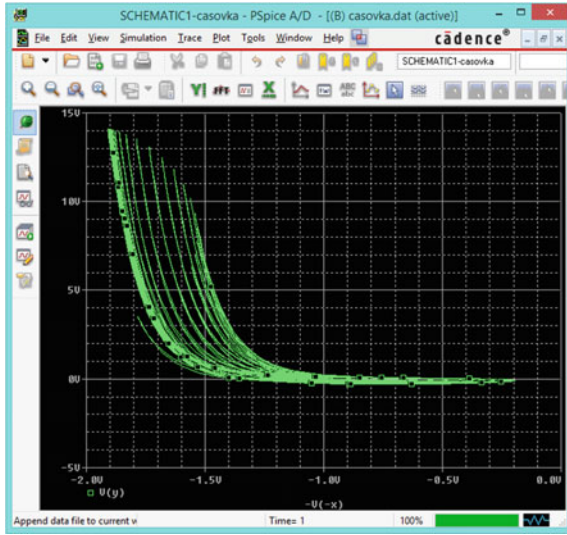 SCHEMATIC1-casovka - PSpice A/D - [(B) casovka.dat (active)]
File Edit View Simulation Trace Plot Tools Window Help cādence®
SCHEMATIC1-casovka
ABC
abc
15V
10V
5V
0V
-5V
-2.0V -1.5V -1.0V -0.5V 0.0V
V(y)
-V(-x)
Append data file to current Time= 1 100%